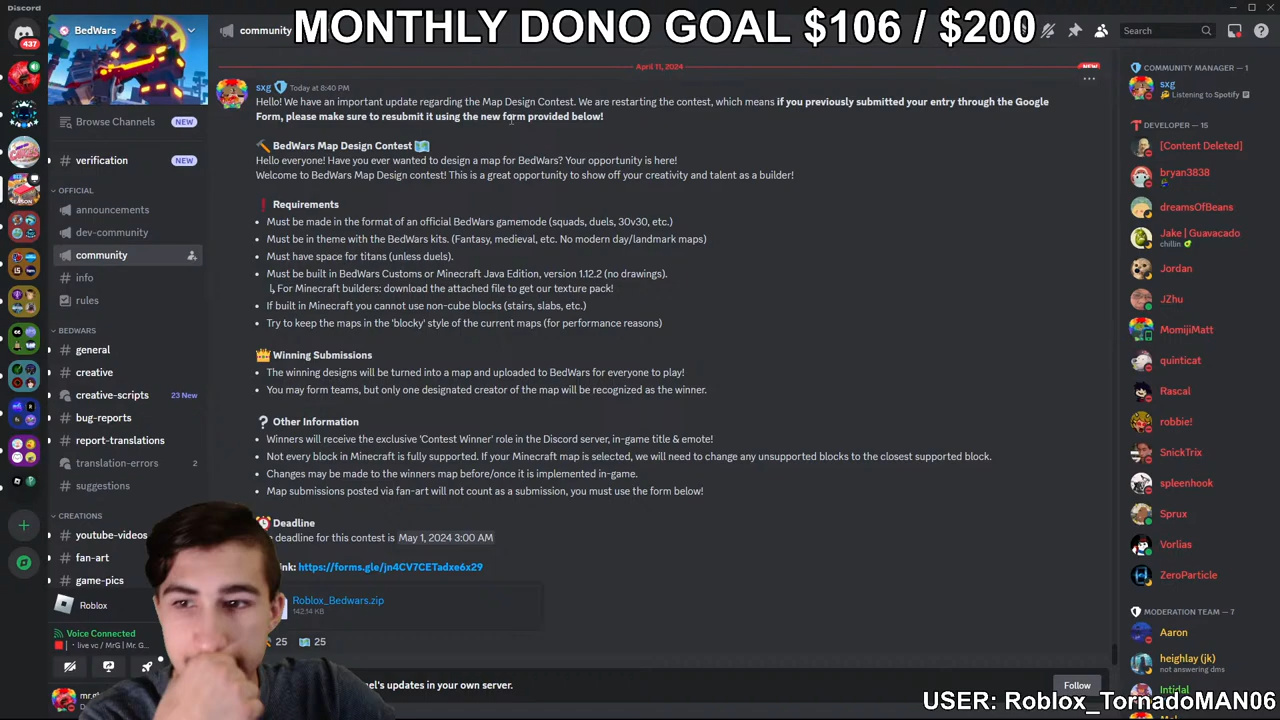 Discord
MONTHLY DONO GOAL $106 / $200
437
BedWars
community
Search
Browse Channels
NEW
verification
NEW
OFFICIAL
announcements
dev-community
community
info
rules
BEDWARS
general
creative
creative-scripts
23 New
bug-reports
report-translations
translation-errors
2
suggestions
CREATIONS
youtube-videos
fan-art
game-pics
Roblox
Voice Connected
live vc / MrG | Mr. G...
April 11, 2024
NEW
sxg Today at 8:40 PM
Hello! We have an important update regarding the Map Design Contest. We are restarting the contest, which means if you previously submitted your entry through the Google
Form, please make sure to resubmit it using the new form provided below!
BedWars Map Design Contest
Hello everyone! Have you ever wanted to design a map for BedWars? Your opportunity is here!
Welcome to BedWars Map Design contest! This is a great opportunity to show off your creativity and talent as a builder!
Requirements
• Must be made in the format of an official BedWars gamemode (squads, duels, 30v30, etc.)
• Must be in theme with the BedWars kits. (Fantasy, medieval, etc. No modern day/landmark maps)
• Must have space for titans (unless duels).
• Must be built in BedWars Customs or Minecraft Java Edition, version 1.12.2 (no drawings).
↳ For Minecraft builders: download the attached file to get our texture pack!
• If built in Minecraft you cannot use non-cube blocks (stairs, slabs, etc.)
• Try to keep the maps in the 'blocky' style of the current maps (for performance reasons)
Winning Submissions
• The winning designs will be turned into a map and uploaded to BedWars for everyone to play!
• You may form teams, but only one designated creator of the map will be recognized as the winner.
Other Information
• Winners will receive the exclusive 'Contest Winner' role in the Discord server, in-game title & emote!
• Not every block in Minecraft is fully supported. If your Minecraft map is selected, we will need to change any unsupported blocks to the closest supported block.
• Changes may be made to the winners map before/once it is implemented in-game.
• Map submissions posted via fan-art will not count as a submission, you must use the form below!
Deadline
deadline for this contest is May 1, 2024 3:00 AM
https://forms.gle/jn4CV7CETadxe6x29
Roblox_Bedwars.zip
142.14 KB
25 25
updates in your own server.
Follow
COMMUNITY MANAGER – 1
sxg
Listening to Spotify
DEVELOPER – 15
[Content Deleted]
bryan3838
dreamsOfBeans
Jake | Guavacado
chillin
Jordan
JZhu
MomijiMatt
quinticat
Rascal
robbie!
SnickTrix
spleenhook
Sprux
Vorlias
ZeroParticle
MODERATION TEAM – 7
Aaron
heighlay (jk)
not answering dms
Intidal
USER: Roblox_TornadoMAN06